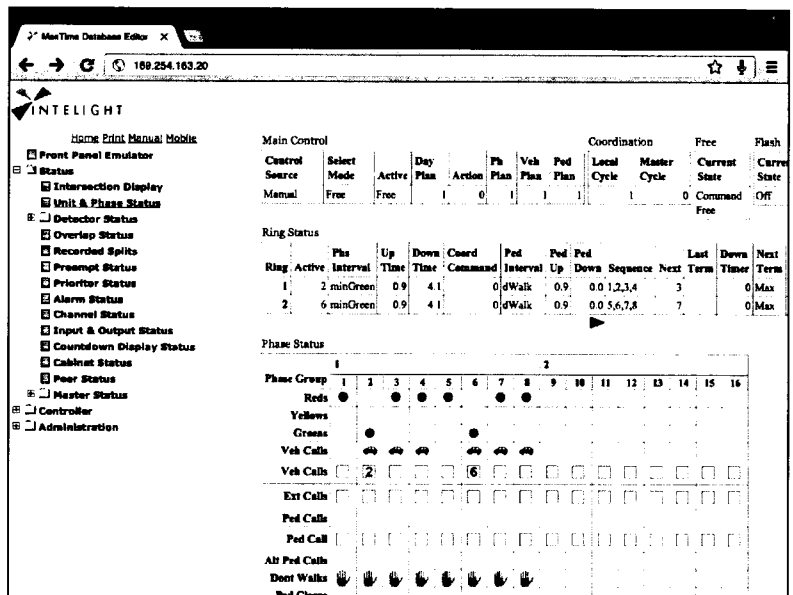 MaxTime Database Editor X
169.254.163.20
INTELIGHT
Home Print Manual Mobile
Front Panel Emulator
Status
Intersection Display
Unit & Phase Status
Detector Status
Overlap Status
Recorded Splits
Preempt Status
Prioritor Status
Alarm Status
Channel Status
Input & Output Status
Countdown Display Status
Cabinet Status
Peer Status
Master Status
Controller
Administration
Main Control Coordination Free Flash
Control Select Day Ph Veh Ped Local Master Current Curre
Source Mode Active Plan Action Plan Plan Plan Cycle Cycle State State
Manual Free Free 1 0 1 1 1 1 0 Command Off
Free
Ring Status
Phs Up Down Coord Ped Ped Ped Last Down Next
Ring Active Interval Time Time Command Interval Up Down Sequence Next Term Timer Term
1 2 minGreen 0.9 4.1 0 dWalk 0.9 0.0 1,2,3,4 3 0 Max
2 6 minGreen 0.9 4.1 0 dWalk 0.9 0.0 5,6,7,8 7 0 Max
Phase Status
1 2
Phase Group 1 2 3 4 5 6 7 8 9 10 11 12 13 14 15 16
Reds
Yellows
Greens
Veh Calls
Veh Calls 2 6
Ext Calls
Ped Calls
Ped Call
Alt Ped Calls
Dont Walks
Ped Clears